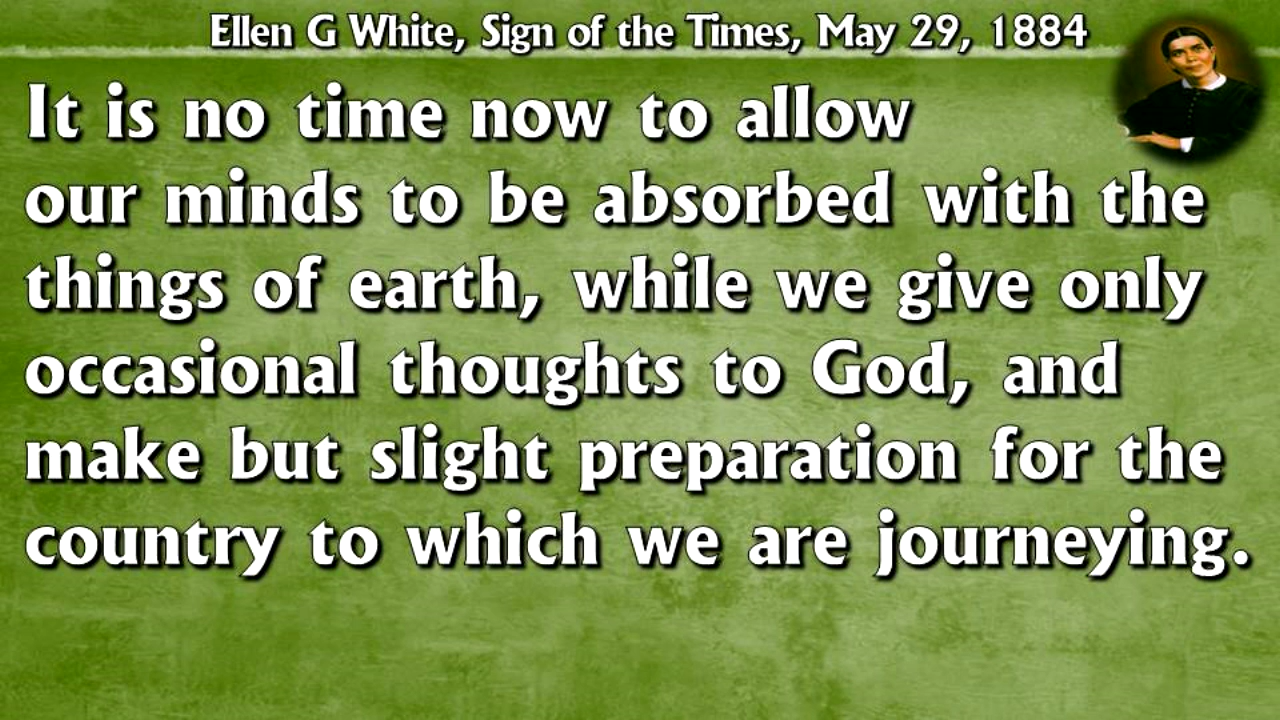 Ellen G White, Sign of the Times, May 29, 1884
It is no time now to allow
our minds to be absorbed with the
things of earth, while we give only
occasional thoughts to God, and
make but slight preparation for the
country to which we are journeying.